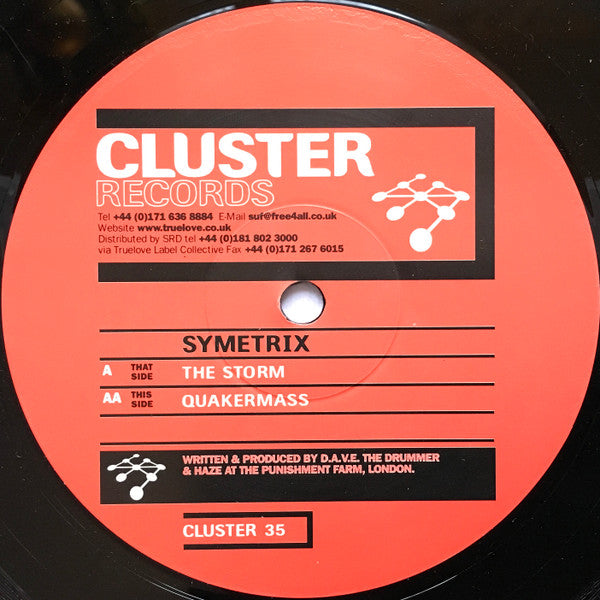 CLUSTER
RECORDS
Tel +44 (0)171 636 8884 E-Mail suf@free4all.co.uk
Website www.truelove.co.uk
Distributed by SRD tel +44 (0)181 802 3000
via Truelove Label Collective Fax +44 (0)171 267 6015
SYMETRIX
A THAT SIDE THE STORM
AA THIS SIDE QUAKERMASS
WRITTEN & PRODUCED BY D.A.V.E. THE DRUMMER
& HAZE AT THE PUNISHMENT FARM, LONDON.
CLUSTER 35